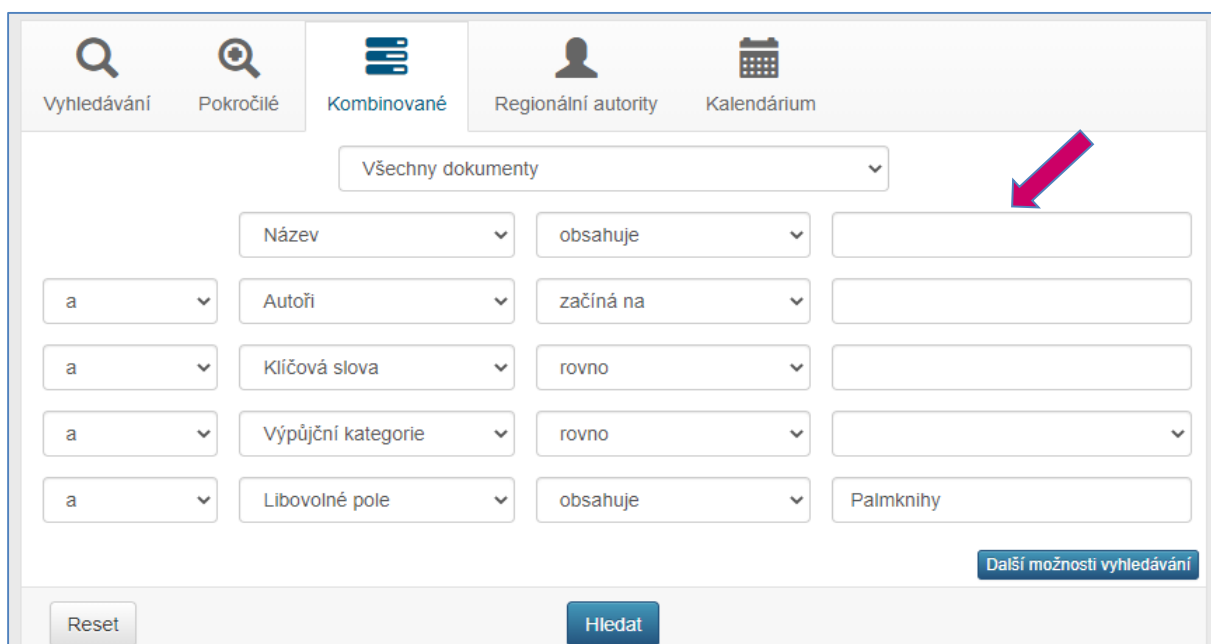 Vyhledávání Pokročilé Kombinované Regionální autority Kalendárium
Všechny dokumenty
Název obsahuje
a Autoři začíná na
a Klíčová slova rovno
a Výpůjční kategorie rovno
a Libovolné pole obsahuje Palmknihy
Další možnosti vyhledávání
Reset Hledat